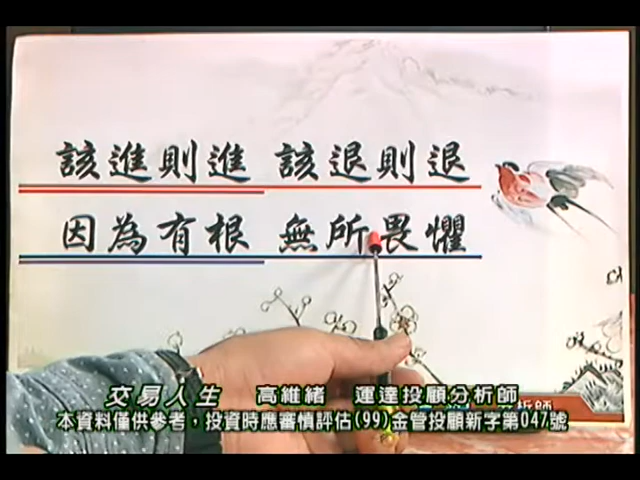 該進則進 該退則退
因為有根 無所畏懼
交易人生 高維緒 運達投顧分析師
本資料僅供參考，投資時應審慎評估(99)金管投顧新字第047號